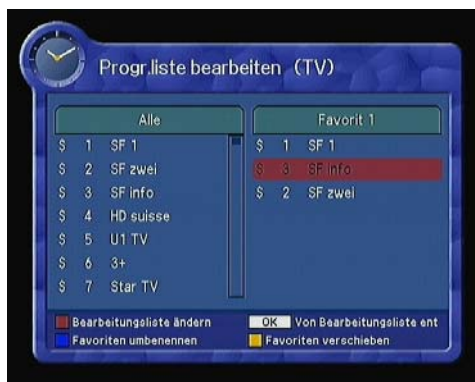 Progr.liste bearbeiten (TV)
Alle
S 1 SF 1
S 2 SF zwei
S 3 SF info
S 4 HD suisse
S 5 U1 TV
S 6 3+
S 7 Star TV
Favorit 1
S 1 SF 1
S 3 SF info
S 2 SF zwei
Bearbeitungsliste ändern
OK Von Bearbeitungsliste ent
Favoriten umbenennen
Favoriten verschieben